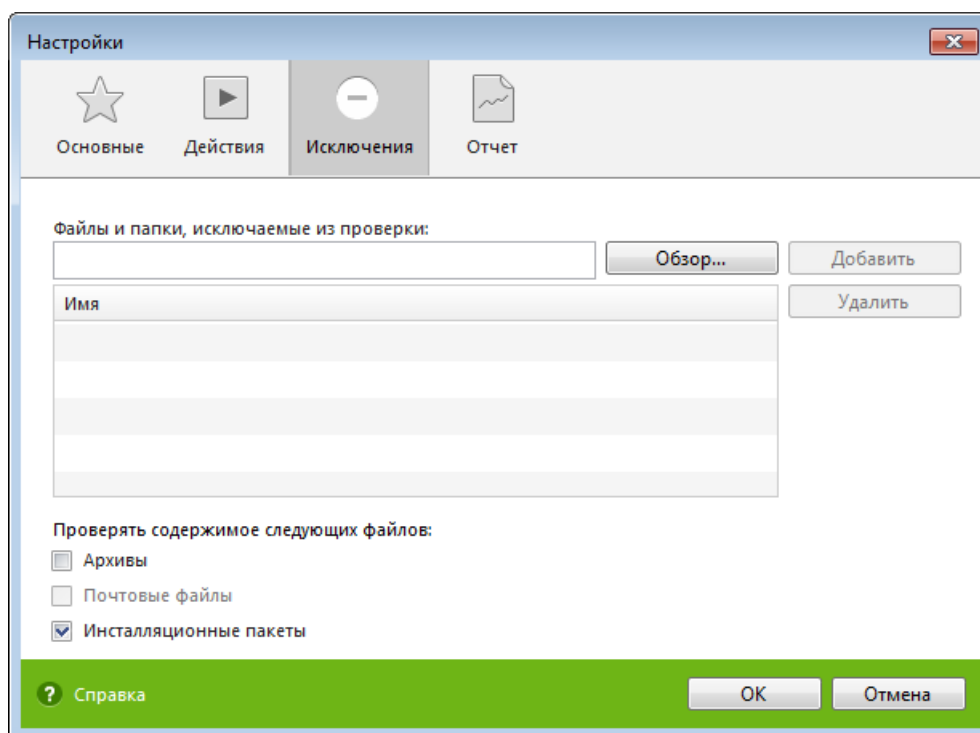 Настройки
Основные
Действия
Исключения
Отчет
Файлы и папки, исключаемые из проверки:
Обзор...
Добавить
Имя
Удалить
Проверять содержимое следующих файлов:
Архивы
Почтовые файлы
Инсталляционные пакеты
? Справка
OK
Отмена